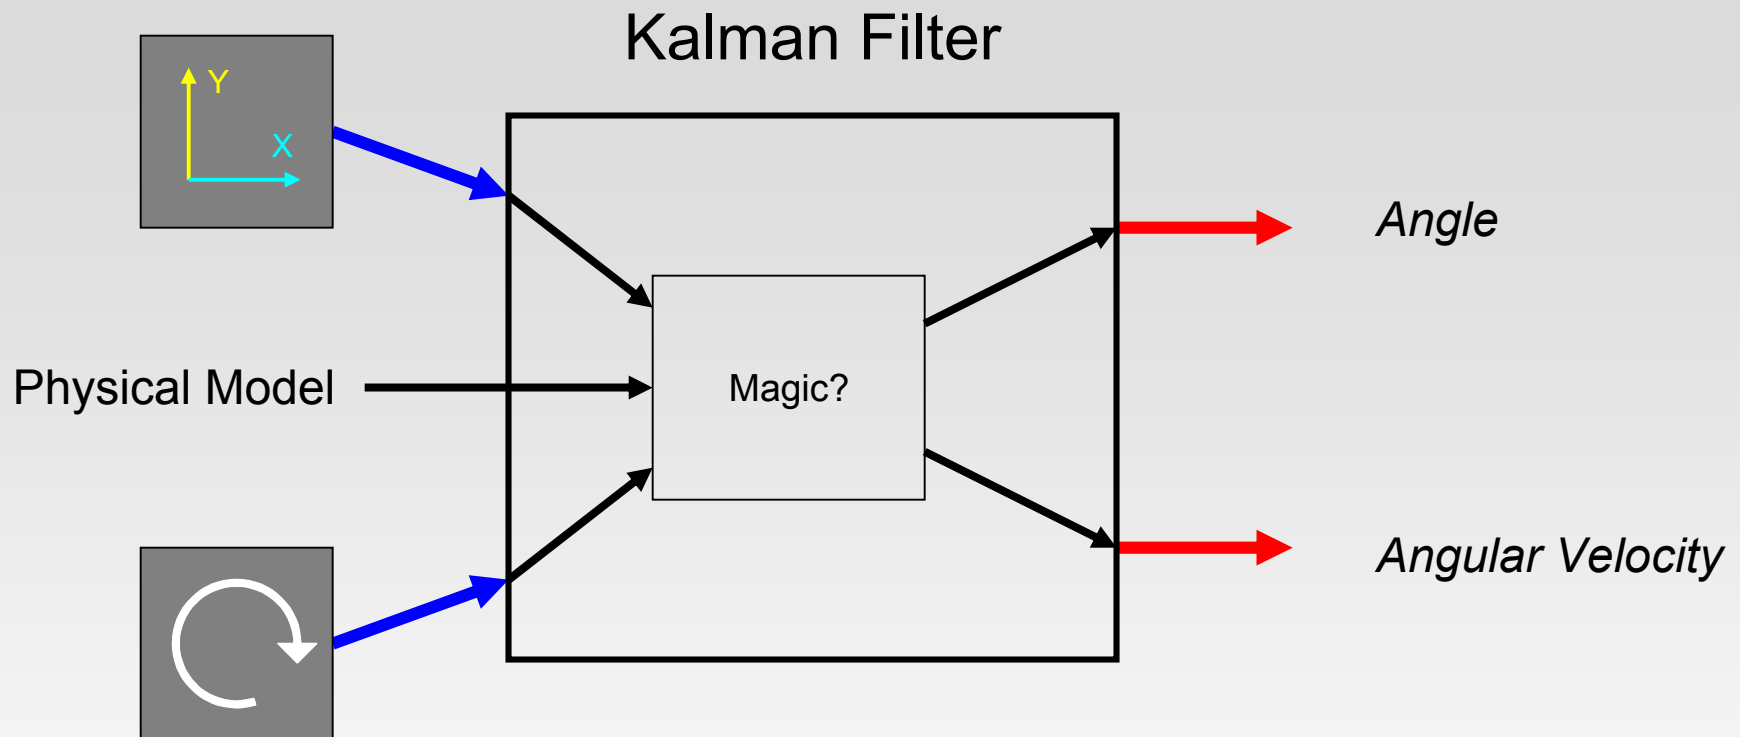 Kalman Filter
Y
X
Angle
Physical Model
Magic?
Angular Velocity